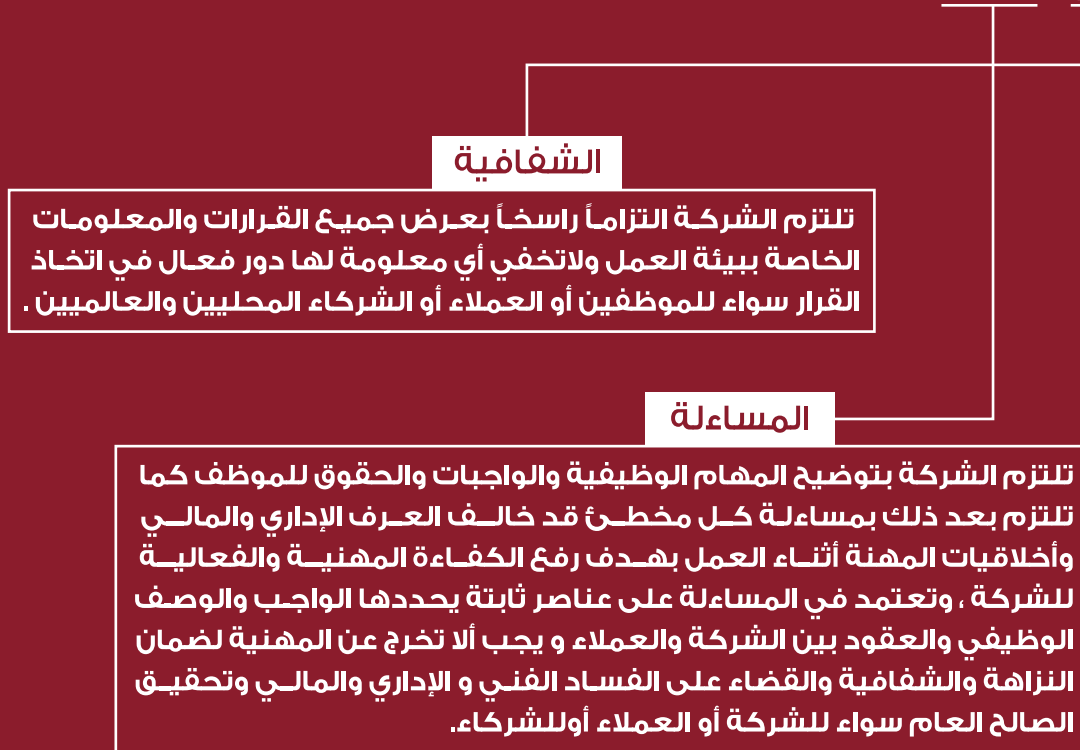 الشفافية
تلتزم الشركة التزاماً راسخاً بعرض جميع القرارات والمعلومات
الخاصة ببيئة العمل ولاتخفي أي معلومة لها دور فعال في اتخاذ
القرار سواء للموظفين أو العملاء أو الشركاء المحليين والعالميين .
المساءلة
تلتزم الشركة بتوضيح المهام الوظيفية والواجبات والحقوق للموظف كما
تلتزم بعد ذلك بمساءلة كل مخطئ قد خالف العرف الإداري والمالي
وأخلاقيات المهنة أثناء العمل بهدف رفع الكفاءة المهنية والفعالية
للشركة ، وتعتمد في المساءلة على عناصر ثابتة يحددها الواجب والوصف
الوظيفي والعقود بين الشركة والعملاء و يجب ألا تخرج عن المهنية لضمان
النزاهة والشفافية والقضاء على الفساد الفني و الإداري والمالي وتحقيق
الصالح العام سواء للشركة أو العملاء أوللشركاء.